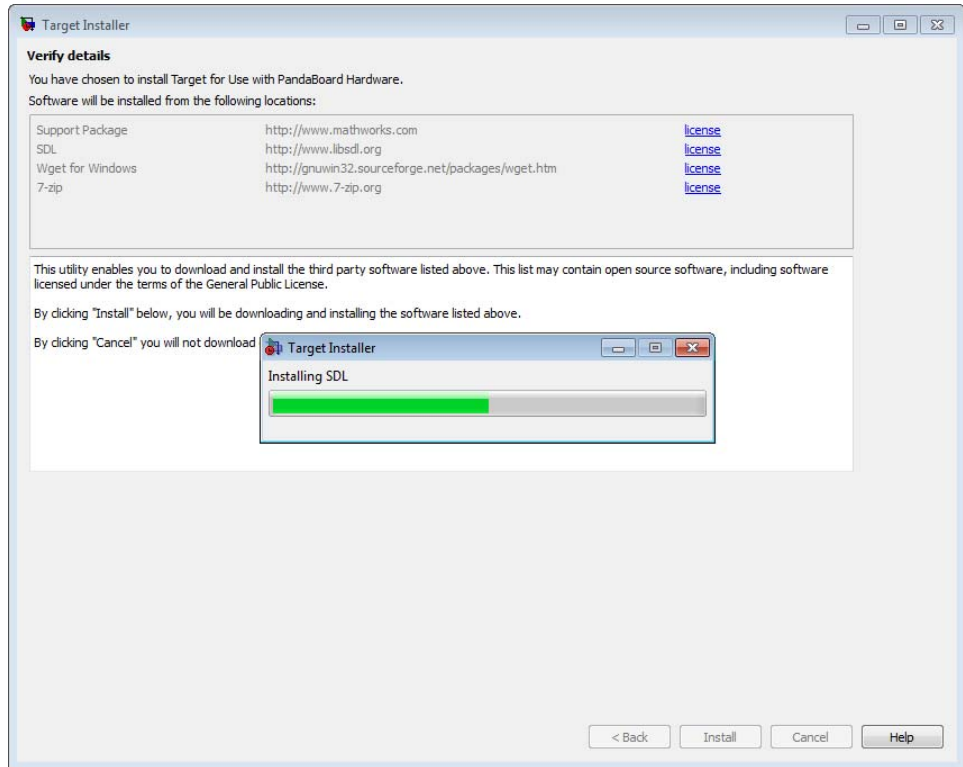 Target Installer
Verify details
You have chosen to install Target for Use with PandaBoard Hardware.
Software will be installed from the following locations:
Support Package http://www.mathworks.com license
SDL http://www.libsdl.org license
Wget for Windows http://gnuwin32.sourceforge.net/packages/wget.htm license
7-zip http://www.7-zip.org license
This utility enables you to download and install the third party software listed above. This list may contain open source software, including software
licensed under the terms of the General Public License.
By clicking "Install" below, you will be downloading and installing the software listed above.
By clicking "Cancel" you will not download
Target Installer
Installing SDL
< Back Install Cancel Help